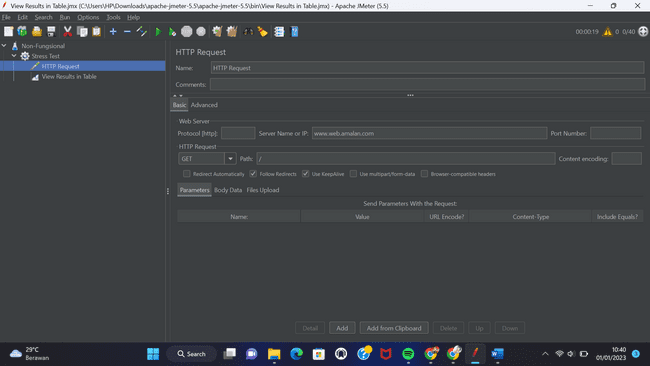 View Results in Table.jmx (C:\Users\HP\Downloads\apache-jmeter-5.5\apache-jmeter-5.5\bin\View Results in Table.jmx) - Apache JMeter (5.5)
File Edit Search Run Options Tools Help
00:00:19 0 0/40
Non-Fungsional
Stress Test
HTTP Request
View Results in Table
HTTP Request
Name: HTTP Request
Comments:
Basic Advanced
Web Server
Protocol [http]: Server Name or IP: www.web.amalan.com Port Number:
HTTP Request
GET Path: / Content encoding:
Redirect Automatically Follow Redirects Use KeepAlive Use multipart/form-data Browser-compatible headers
Parameters Body Data Files Upload
Send Parameters With the Request:
Name: Value URL Encode? Content-Type Include Equals?
Detail Add Add from Clipboard Delete Up Down
29°C
Berawan
Search
10:40
01/01/2023
3